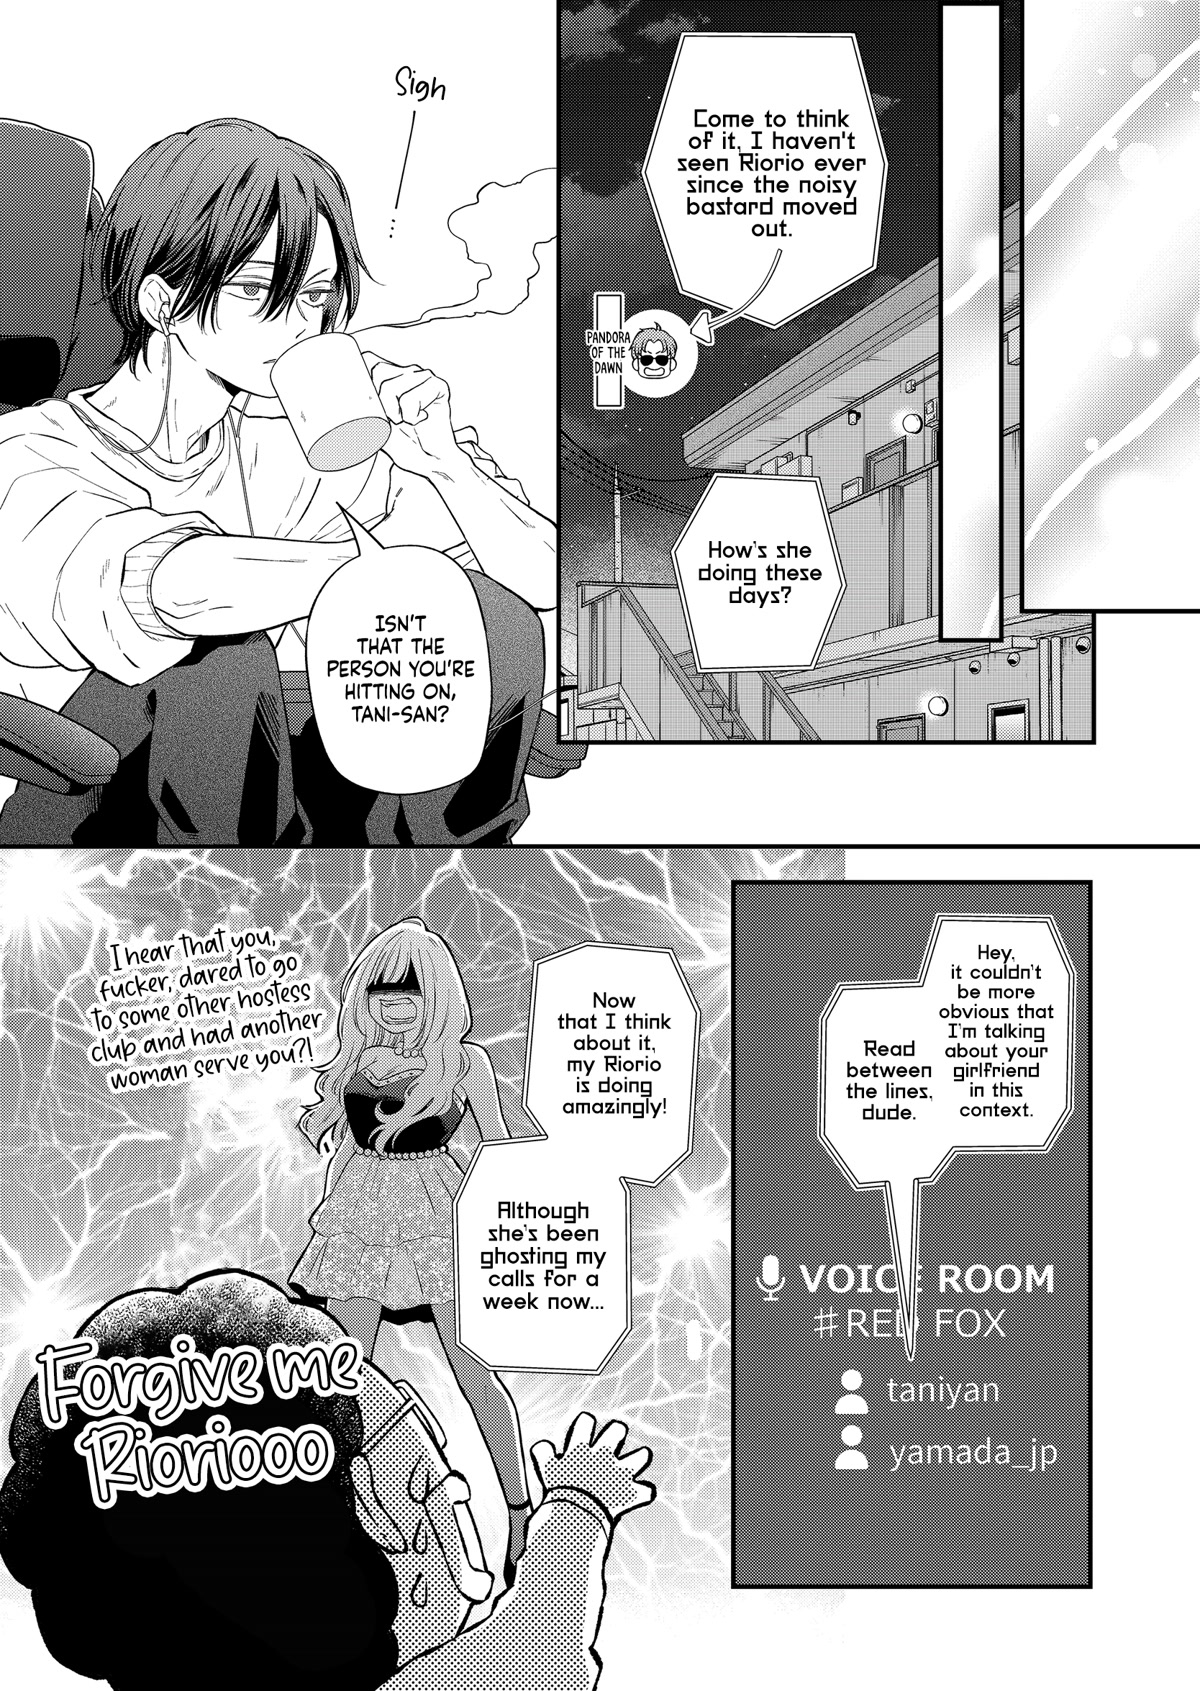 Come to think
of it, I haven't
seen Riorio ever
since the noisy
bastard moved
out.
PANDORA
OF THE
DAWN
How's she
doing these
days?
Sigh
...
ISN'T
THAT THE
PERSON YOU'RE
HITTING ON,
TANI-SAN?
Hey,
it couldn't
be more
obvious that
I'm talking
about your
girlfriend
in this
context.
Read
between
the lines,
dude.
VOICE ROOM
#RED FOX
taniyan
yamada_jp
Now
that I think
about it,
my Riorio
is doing
amazingly!
Although
she's been
ghosting my
calls for a
week now...
I hear that you,
fucker, dared to go
to some other hostess
clup and had another
woman serve you?!
Forgive me
Rioriooo